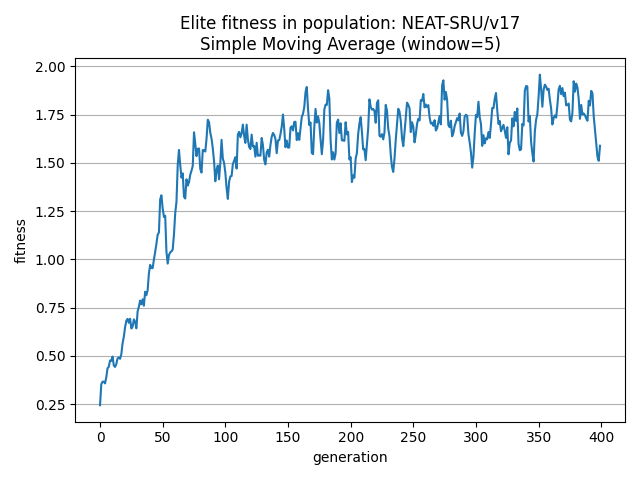 Elite fitness in population: NEAT-SRU/v17
Simple Moving Average (window=5)
2.00
1.75
1.50
1.25
1.00
0.75
0.50
0.25
fitness
0 50 100 150 200 250 300 350 400
generation